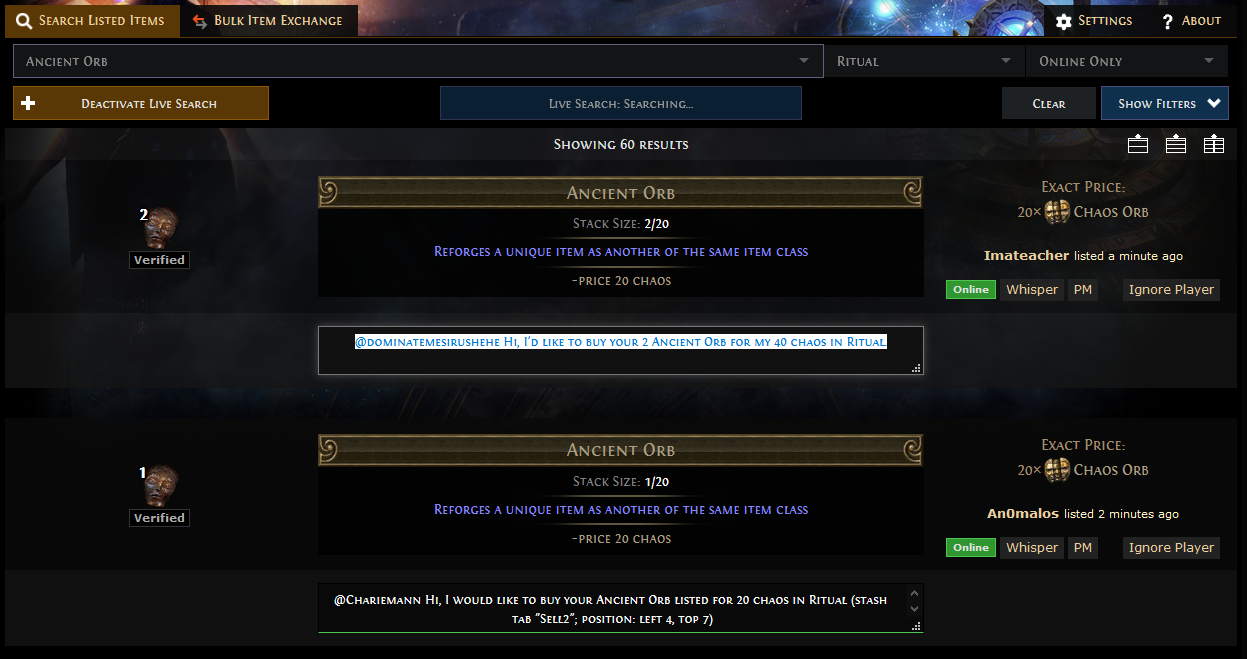 Search Listed Items
Bulk Item Exchange
Settings
? About
Ancient Orb
Ritual
Online Only
Deactivate Live Search
Live Search: Searching...
Clear
Show Filters
Showing 60 results
2
Verified
Ancient Orb
Stack Size: 2/20
Reforges a unique item as another of the same item class
~price 20 chaos
Exact Price:
20× Chaos Orb
Imateacher listed a minute ago
Online Whisper PM Ignore Player
@dominatemesirushehe Hi, I'd like to buy your 2 Ancient Orb for my 40 chaos in Ritual.
1
Verified
Ancient Orb
Stack Size: 1/20
Reforges a unique item as another of the same item class
~price 20 chaos
Exact Price:
20× Chaos Orb
An0malos listed 2 minutes ago
Online Whisper PM Ignore Player
@Chariemann Hi, I would like to buy your Ancient Orb listed for 20 chaos in Ritual (stash
tab "Sell2"; position: left 4, top 7)